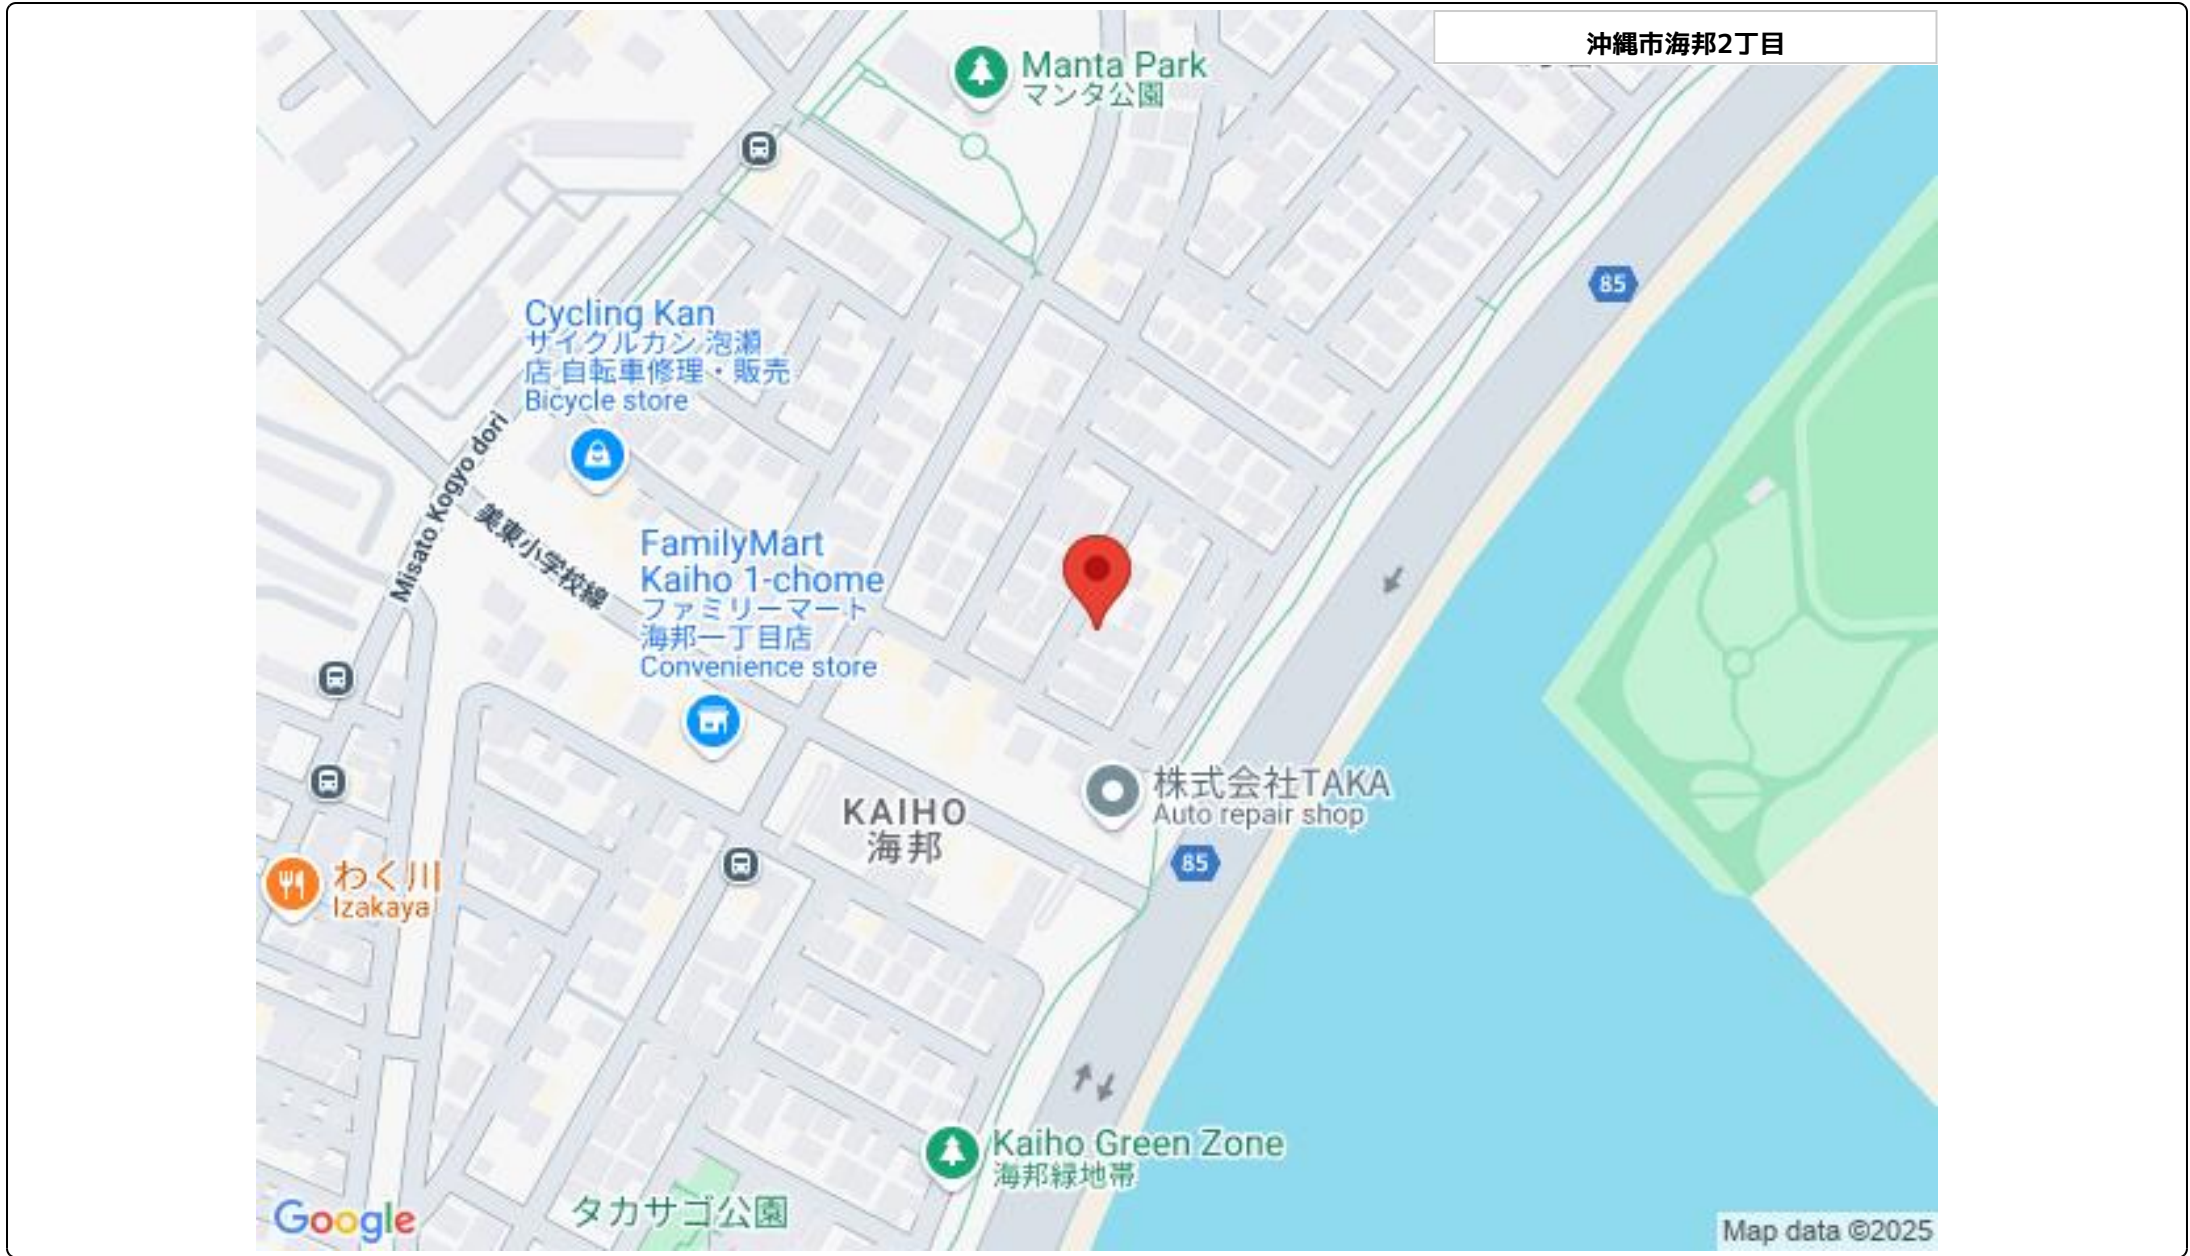 沖縄市海邦2丁目
Manta Park
マンタ公園
85
Cycling Kan
サイクルカン 泡瀬
店 自転車修理・販売
Bicycle store
Misato Kogyo dori
美東小学校線
FamilyMart
Kaiho 1-chome
ファミリーマート
海邦一丁目店
Convenience store
株式会社TAKA
Auto repair shop
KAIHO
海邦
85
わく川
Izakaya
Kaiho Green Zone
海邦緑地帯
タカサゴ公園
Google
Map data ©2025